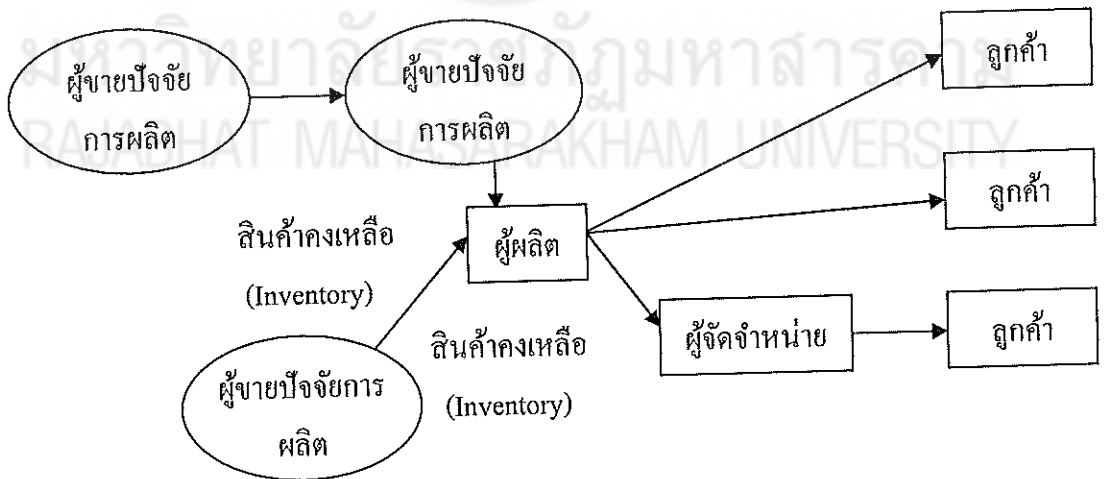 มหาวิทยาลัยราชภัฏมหาสารคาม
RAJABHAT MAHASARAKHAM UNIVERSITY
ผู้ขายปัจจัย
การผลิต
ผู้ขายปัจจัย
การผลิต
ลูกค้า
ลูกค้า
สินค้าคงเหลือ
(Inventory)
ผู้ผลิต
ผู้จัดจำหน่าย
ลูกค้า
สินค้าคงเหลือ
(Inventory)
ผู้ขายปัจจัยการ
ผลิต